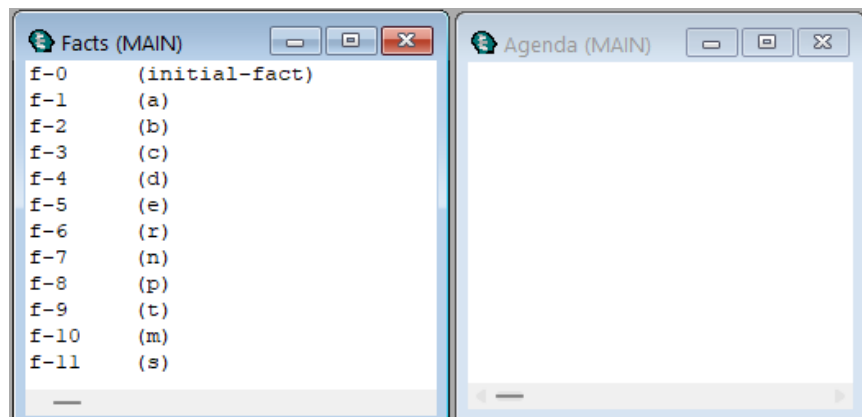 Facts (MAIN)
f-0 (initial-fact)
f-1 (a)
f-2 (b)
f-3 (c)
f-4 (d)
f-5 (e)
f-6 (r)
f-7 (n)
f-8 (p)
f-9 (t)
f-10 (m)
f-11 (s)
Agenda (MAIN)